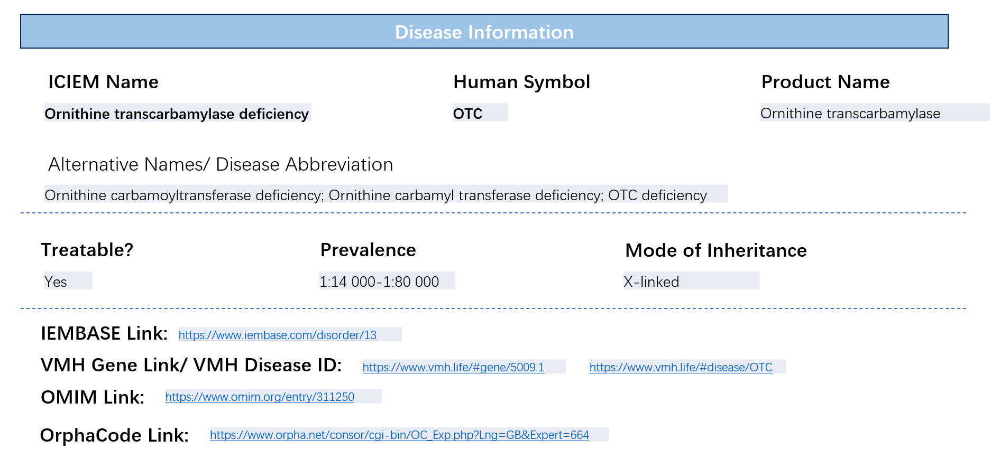 Disease Information
ICIEM Name Human Symbol Product Name
Ornithine transcarbamylase deficiency OTC Ornithine transcarbamylase
Alternative Names/ Disease Abbreviation
Ornithine carbamoyltransferase deficiency; Ornithine carbamyl transferase deficiency; OTC deficiency
Treatable? Prevalence Mode of Inheritance
Yes 1:14 000-1:80 000 X-linked
IEMBASE Link: https://www.iembase.com/disorder/13
VMH Gene Link/ VMH Disease ID: https://www.vmh.life/#gene/5009.1 https://www.vmh.life/#disease/OTC
OMIM Link: https://www.omim.org/entry/311250
OrphaCode Link: https://www.orpha.net/consor/cgi-bin/OC_Exp.php?Lng=GB&Expert=664